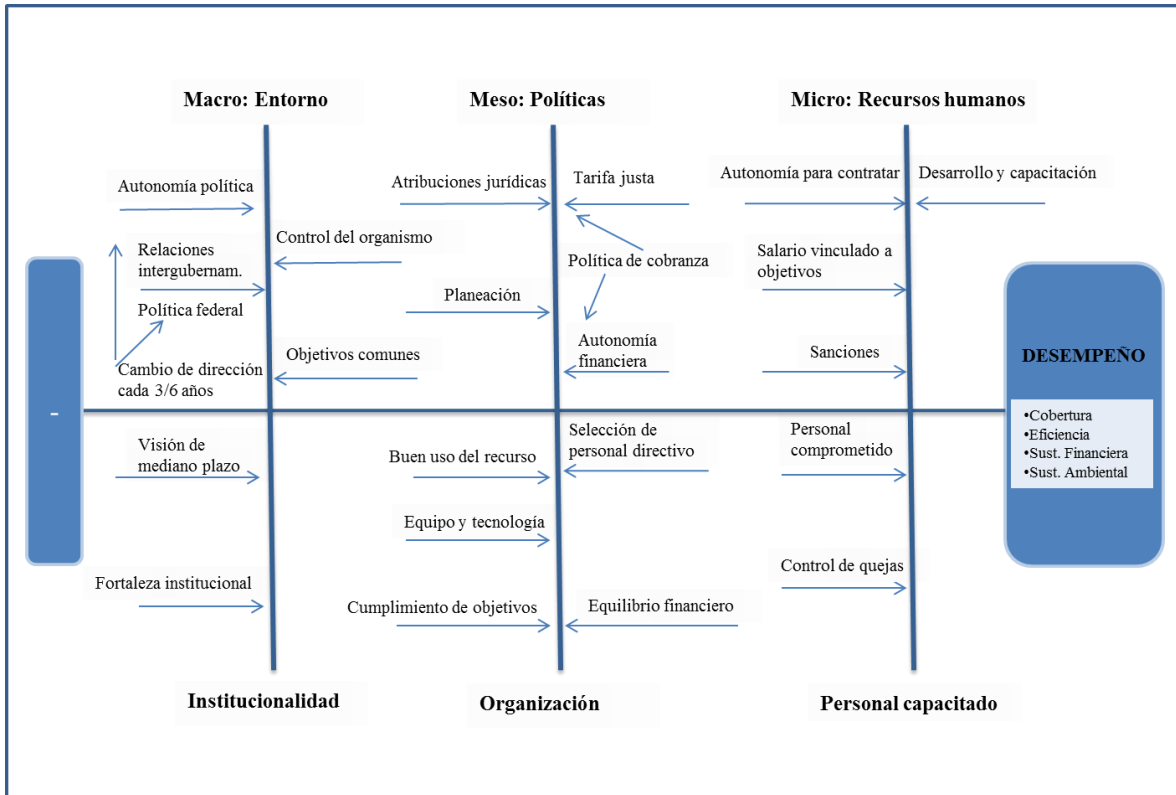 Macro: Entorno
Meso: Políticas
Micro: Recursos humanos
Autonomía política
Atribuciones jurídicas
Tarifa justa
Autonomía para contratar
Desarrollo y capacitación
Relaciones
intergubernam.
Control del organismo
Política de cobranza
Salario vinculado a
objetivos
Política federal
Planeación
Cambio de dirección
cada 3/6 años
Objetivos comunes
Autonomía
financiera
Sanciones
DESEMPEÑO
•Cobertura
•Eficiencia
•Sust. Financiera
•Sust. Ambiental
-
Visión de
mediano plazo
Buen uso del recurso
Selección de
personal directivo
Personal
comprometido
Equipo y tecnología
Fortaleza institucional
Control de quejas
Cumplimiento de objetivos
Equilibrio financiero
Institucionalidad
Organización
Personal capacitado